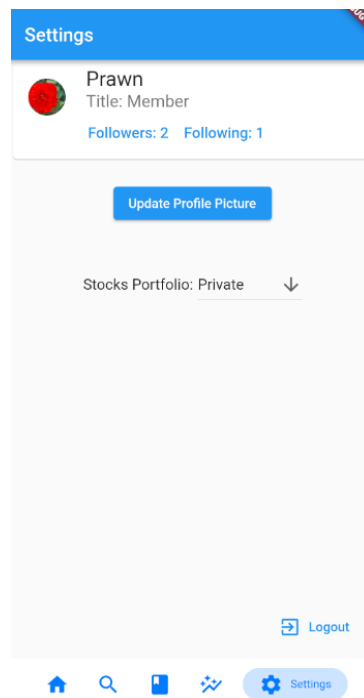 Settings
Prawn
Title: Member
Followers: 2 Following: 1
Update Profile Picture
Stocks Portfolio: Private
Logout
Settings